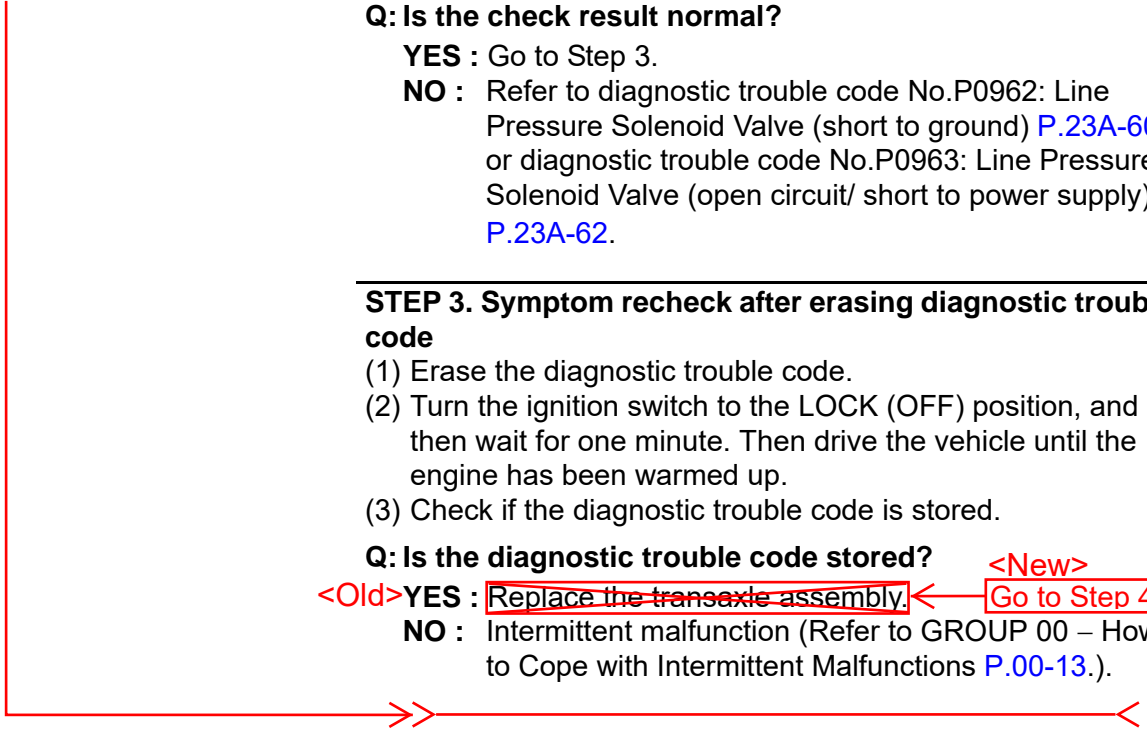 Q: Is the check result normal?
YES : Go to Step 3.
NO : Refer to diagnostic trouble code No.P0962: Line
Pressure Solenoid Valve (short to ground) P.23A-60
or diagnostic trouble code No.P0963: Line Pressure
Solenoid Valve (open circuit/ short to power supply)
P.23A-62.
STEP 3. Symptom recheck after erasing diagnostic troub
code
(1) Erase the diagnostic trouble code.
(2) Turn the ignition switch to the LOCK (OFF) position, and
then wait for one minute. Then drive the vehicle until the
engine has been warmed up.
(3) Check if the diagnostic trouble code is stored.
Q: Is the diagnostic trouble code stored?
<New>
<Old> YES : Replace the transaxle assembly. Go to Step 4
NO : Intermittent malfunction (Refer to GROUP 00 − How
to Cope with Intermittent Malfunctions P.00-13.).